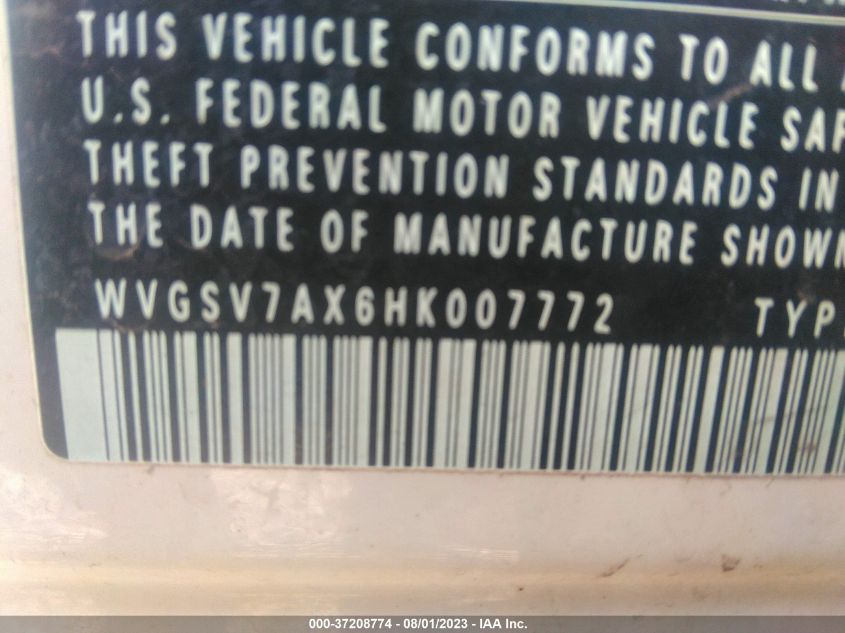 THIS VEHICLE CONFORMS TO ALL
U.S. FEDERAL MOTOR VEHICLE SAF
THEFT PREVENTION STANDARDS IN
THE DATE OF MANUFACTURE SHOWN
WVGSV7AX6HK007772 TYP
000-37208774 - 08/01/2023 - IAA Inc.